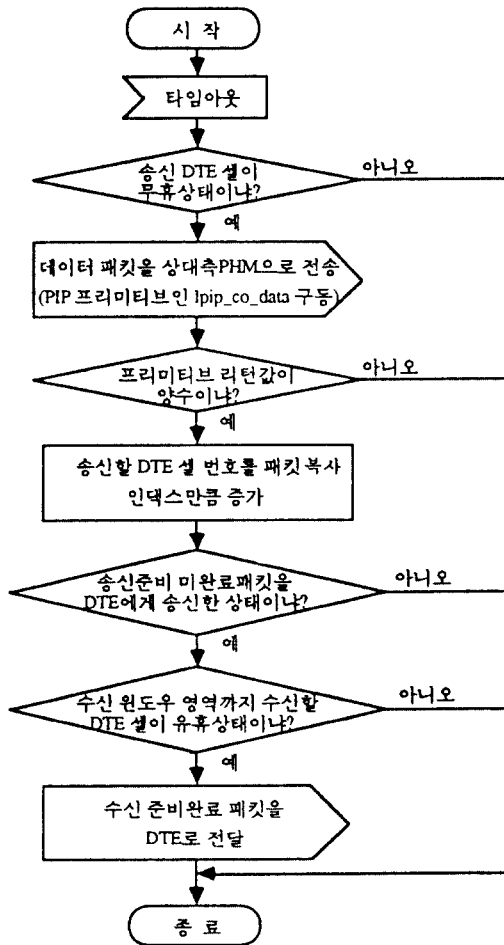 시 작
타임아웃
송신 DTE 셀이
무휴상태이냐?
아니오
예
데이터 패킷을 상대측PHM으로 전송
(PIP 프리미티브인 lpip_co_data 구동)
프리미티브 리턴값이
양수이냐?
아니오
예
송신할 DTE 셀 번호를 패킷복사
인댁스만큼 증가
송신준비 미완료패킷을
DTE에게 송신한 상태이냐?
아니오
예
수신 윈도우 영역까지 수신할
DTE 셀이 유휴상태이냐?
아니오
예
수신 준비완료 패킷을
DTE로 전달
종 료